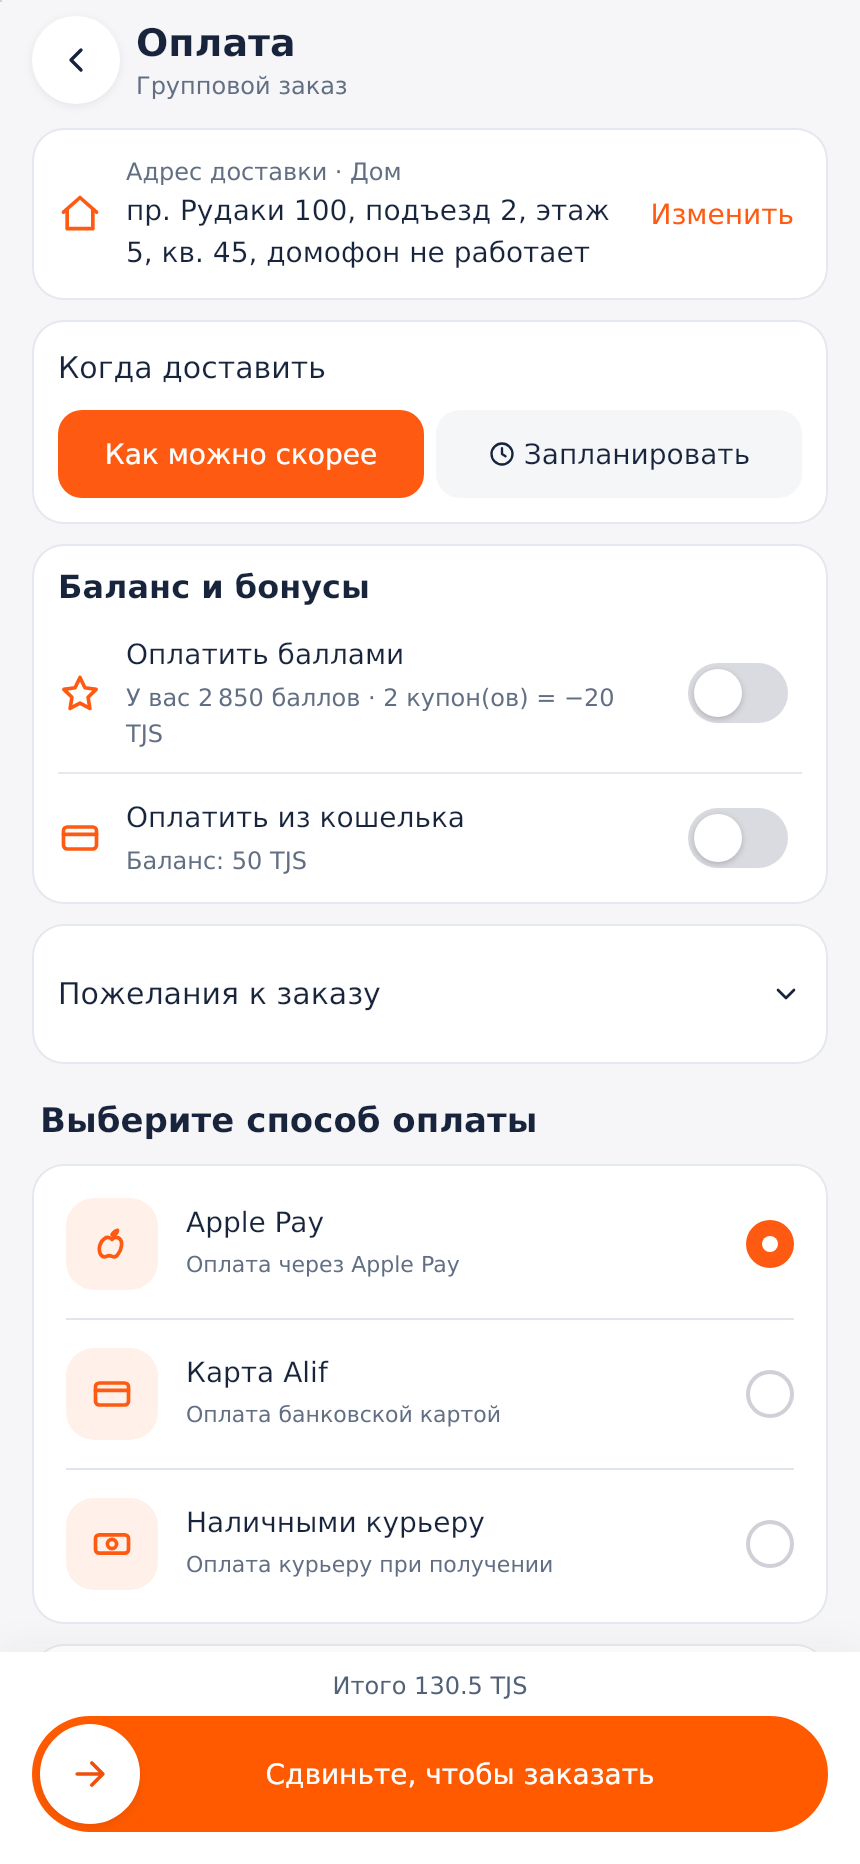 Оплата
Групповой заказ
Адрес доставки · Дом
пр. Рудаки 100, подъезд 2, этаж
5, кв. 45, домофон не работает
Изменить
Когда доставить
Как можно скорее
Запланировать
Баланс и бонусы
Оплатить баллами
У вас 2 850 баллов · 2 купон(ов) = −20
TJS
Оплатить из кошелька
Баланс: 50 TJS
Пожелания к заказу
Выберите способ оплаты
Apple Pay
Оплата через Apple Pay
Карта Alif
Оплата банковской картой
Наличными курьеру
Оплата курьеру при получении
Итого 130.5 TJS
Сдвиньте, чтобы заказать